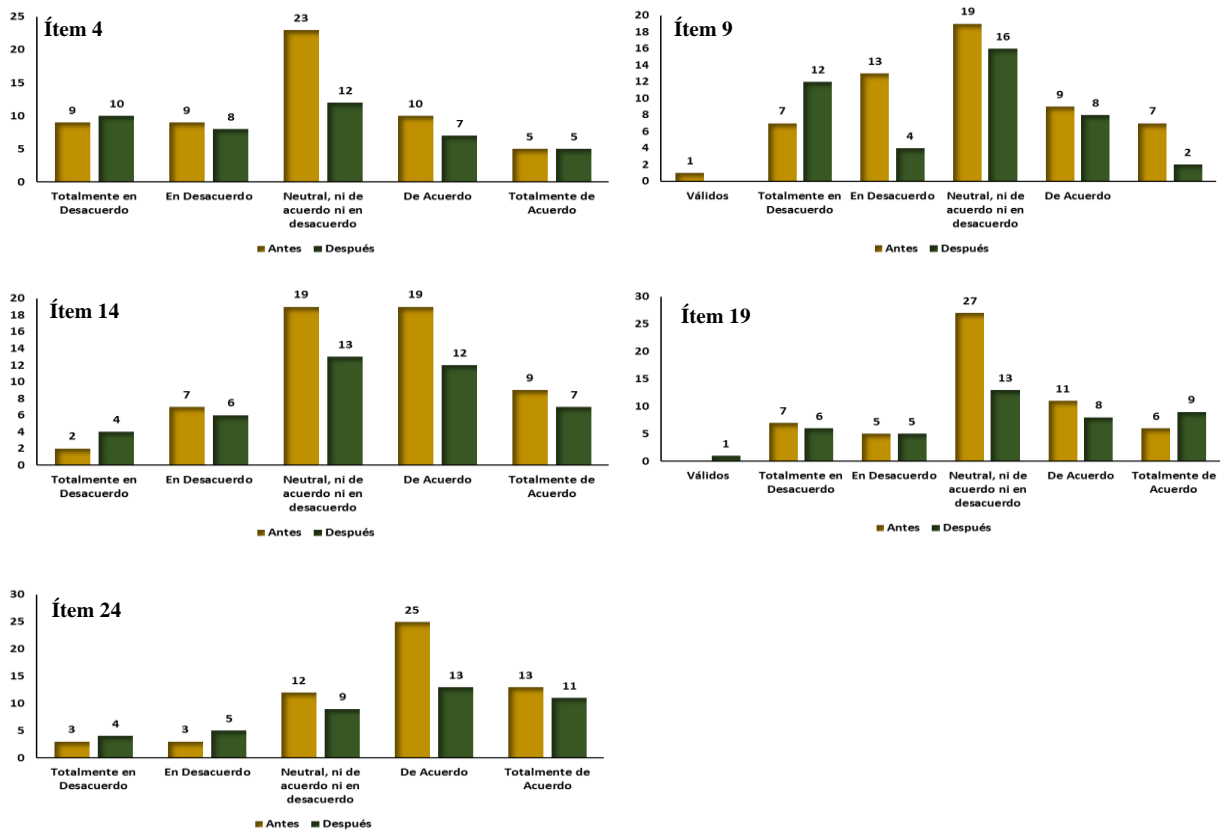 Ítem 4
25
20
15
10
5
0
9
10
9
8
23
12
10
7
5
5
Totalmente en
Desacuerdo
En Desacuerdo
Neutral, ni de
acuerdo ni en
desacuerdo
De Acuerdo
Totalmente de
Acuerdo
Antes
Después
Ítem 9
20
18
16
14
12
10
8
6
4
2
0
1
7
12
13
4
19
16
9
8
7
2
Válidos
Totalmente en
Desacuerdo
En Desacuerdo
Neutral, ni de
acuerdo ni en
desacuerdo
De Acuerdo
Antes
Después
Ítem 14
20
18
16
14
12
10
8
6
4
2
0
2
4
7
6
19
13
19
12
9
7
Totalmente en
Desacuerdo
En Desacuerdo
Neutral, ni de
acuerdo ni en
desacuerdo
De Acuerdo
Totalmente de
Acuerdo
Antes
Después
Ítem 19
30
25
20
15
10
5
0
1
7
6
5
5
27
13
11
8
6
9
Válidos
Totalmente en
Desacuerdo
En Desacuerdo
Neutral, ni de
acuerdo ni en
desacuerdo
De Acuerdo
Totalmente de
Acuerdo
Antes
Después
Ítem 24
30
25
20
15
10
5
0
3
4
3
5
12
9
25
13
13
11
Totalmente en
Desacuerdo
En Desacuerdo
Neutral, ni de
acuerdo ni en
desacuerdo
De Acuerdo
Totalmente de
Acuerdo
Antes
Después